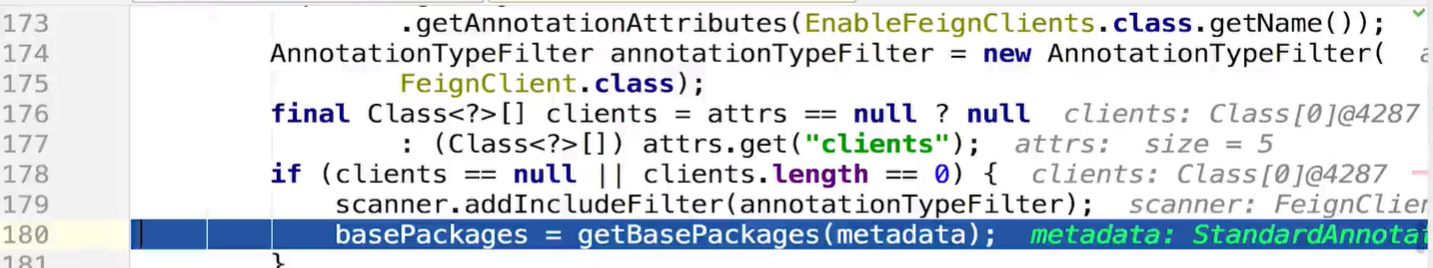 173 .getAnnotationAttributes(EnableFeignClients.class.getName());
174 AnnotationTypeFilter annotationTypeFilter = new AnnotationTypeFilter(
175 FeignClient.class);
176 final Class<?>[] clients = attrs == null ? null clients: Class[0]@4287
177 : (Class<?>[]) attrs.get("clients"); attrs: size = 5
178 if (clients == null || clients.length == 0) { clients: Class[0]@4287
179 scanner.addIncludeFilter(annotationTypeFilter); scanner: FeignClien
180 basePackages = getBasePackages(metadata); metadata: StandardAnnotat
181 }